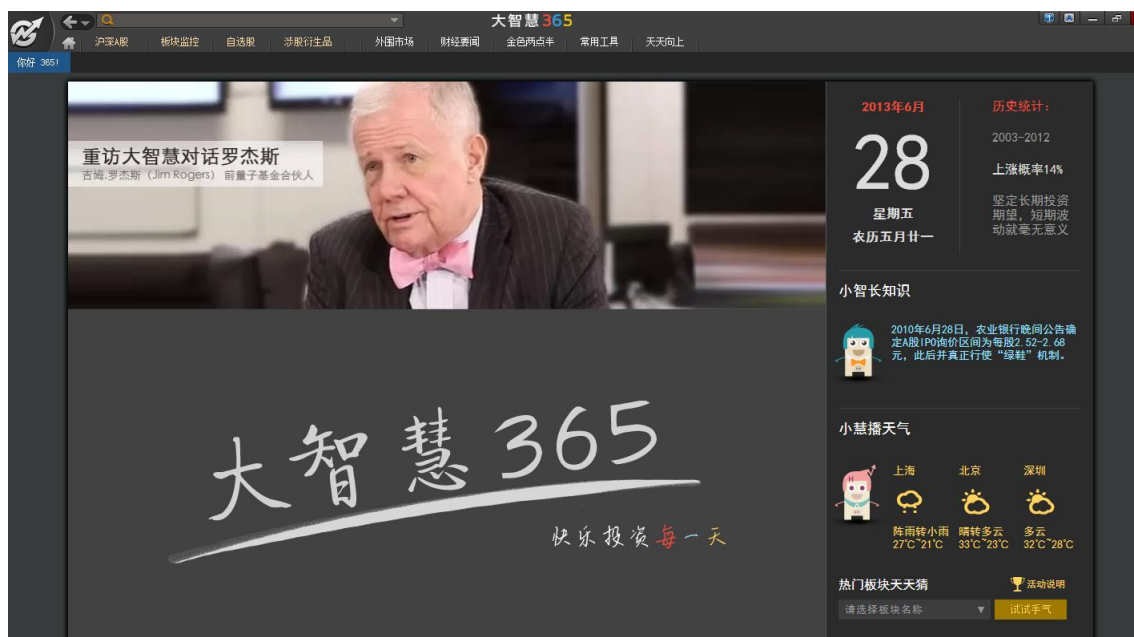 大智慧365
沪深A股 板块监控 自选股 涉股衍生品 外国市场 财经要闻 金色两点半 常用工具 天天向上
你好 365!
重访大智慧对话罗杰斯
吉姆.罗杰斯 (Jim Rogers) 前量子基金合伙人
2013年6月
28
星期五
农历五月廿一
历史统计:
2003-2012
上涨概率14%
坚定长期投资
期望，短期波
动就毫无意义
小智长知识
2010年6月28日，农业银行晚间公告确
定A股IPO询价区间为每股2.52-2.68
元，此后并真正行使“绿鞋”机制。
大智慧365
快乐投资每一天
小慧播天气
上海 北京 深圳
阵雨转小雨 晴转多云 多云
27℃~21℃ 33℃~23℃ 32℃~28℃
热门板块天天猜 活动说明
请选择板块名称 试试手气